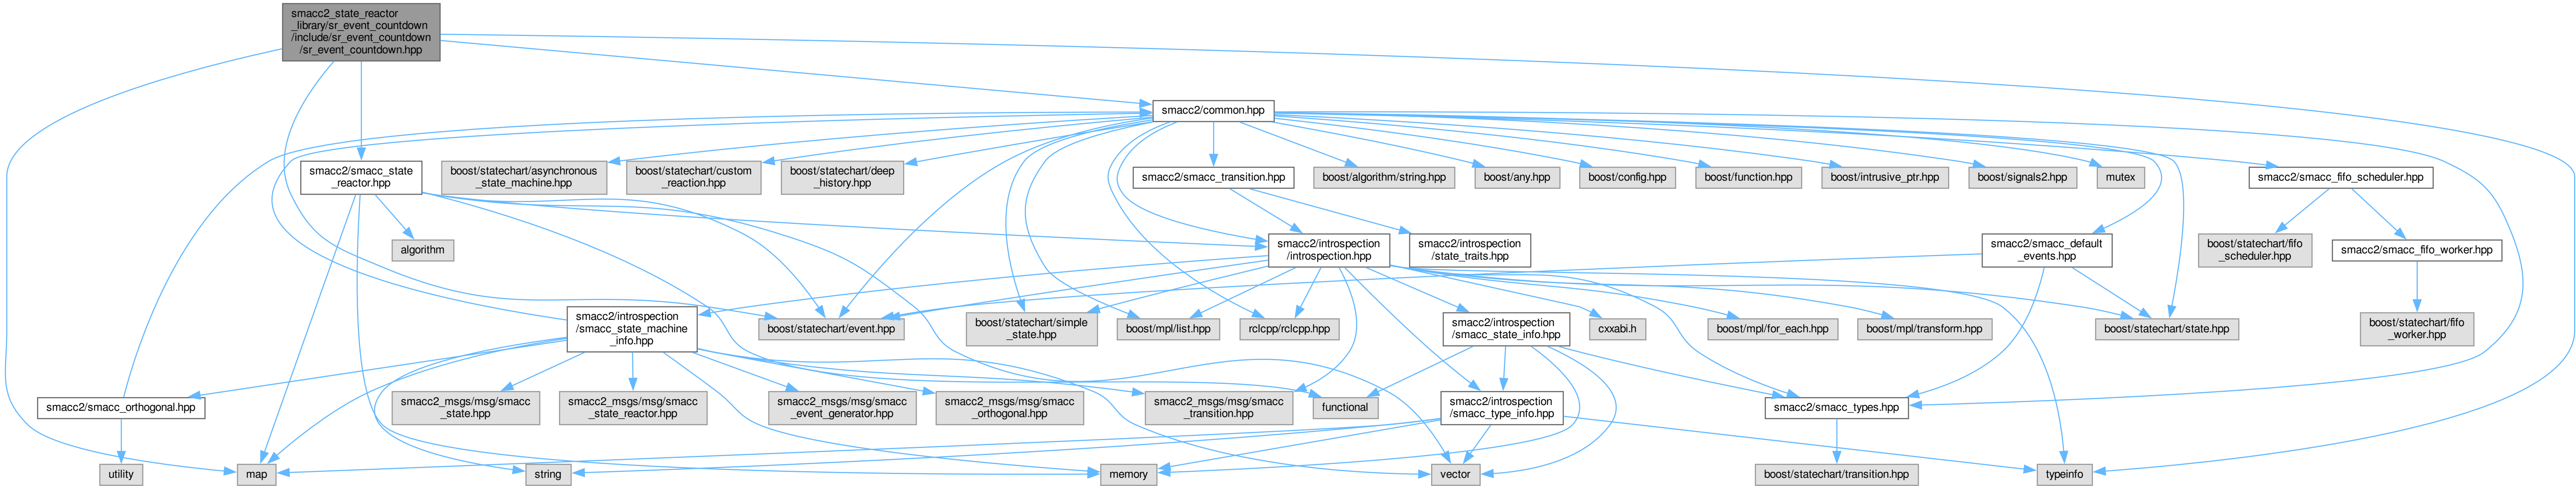 smacc2_state_reactor
_library/sr_event_countdown
/include/sr_event_countdown
/sr_event_countdown.hpp
smacc2/common.hpp
smacc2/smacc_state
_reactor.hpp
boost/statechart/asynchronous
_state_machine.hpp
boost/statechart/custom
_reaction.hpp
boost/statechart/deep
_history.hpp
smacc2/smacc_transition.hpp
boost/algorithm/string.hpp
boost/any.hpp
boost/config.hpp
boost/function.hpp
boost/intrusive_ptr.hpp
boost/signals2.hpp
mutex
smacc2/smacc_fifo_scheduler.hpp
algorithm
smacc2/introspection
/introspection.hpp
smacc2/introspection
/state_traits.hpp
smacc2/smacc_default
_events.hpp
boost/statechart/fifo
_scheduler.hpp
smacc2/smacc_fifo_worker.hpp
smacc2/introspection
/smacc_state_machine
_info.hpp
boost/statechart/event.hpp
boost/statechart/simple
_state.hpp
boost/mpl/list.hpp
rclcpp/rclcpp.hpp
smacc2/introspection
/smacc_state_info.hpp
cxxabi.h
boost/mpl/for_each.hpp
boost/mpl/transform.hpp
boost/statechart/state.hpp
boost/statechart/fifo
_worker.hpp
smacc2/smacc_orthogonal.hpp
smacc2_msgs/msg/smacc
_state.hpp
smacc2_msgs/msg/smacc
_state_reactor.hpp
smacc2_msgs/msg/smacc
_event_generator.hpp
smacc2_msgs/msg/smacc
_orthogonal.hpp
smacc2_msgs/msg/smacc
_transition.hpp
functional
smacc2/introspection
/smacc_type_info.hpp
smacc2/smacc_types.hpp
utility
map
string
memory
vector
boost/statechart/transition.hpp
typeinfo